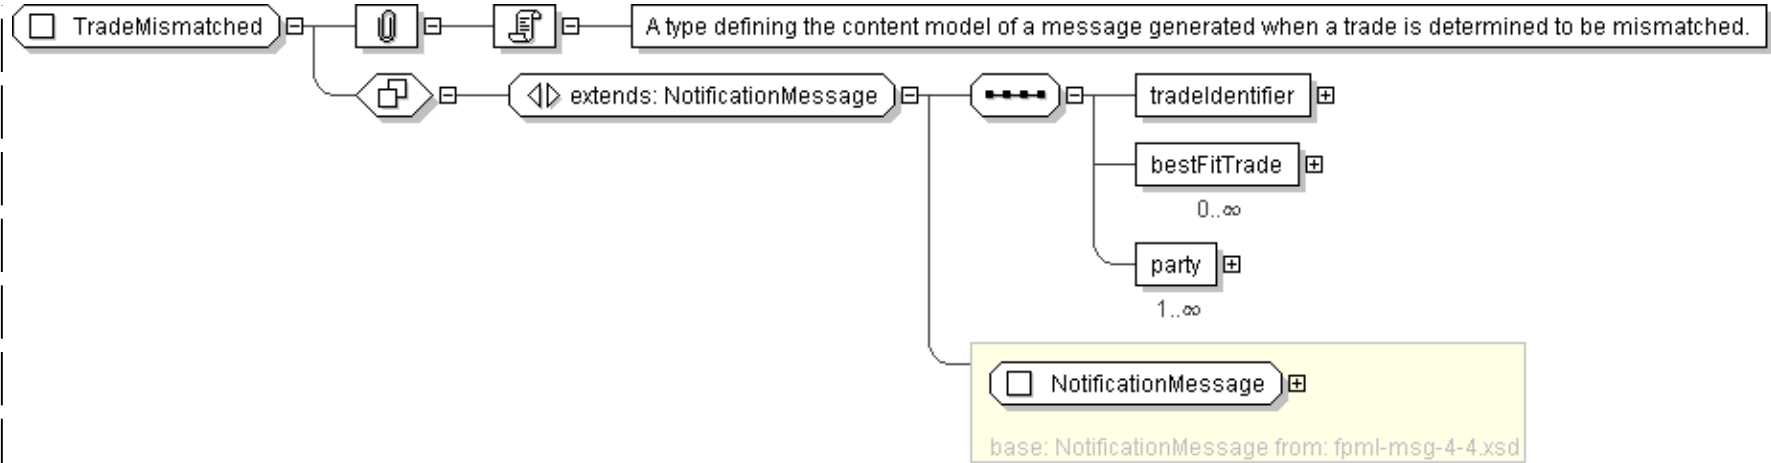 TradeMismatched
A type defining the content model of a message generated when a trade is determined to be mismatched.
extends: NotificationMessage
tradeIdentifier
bestFitTrade
0..∞
party
1..∞
NotificationMessage
base: NotificationMessage from: fpml-msg-4-4.xsd